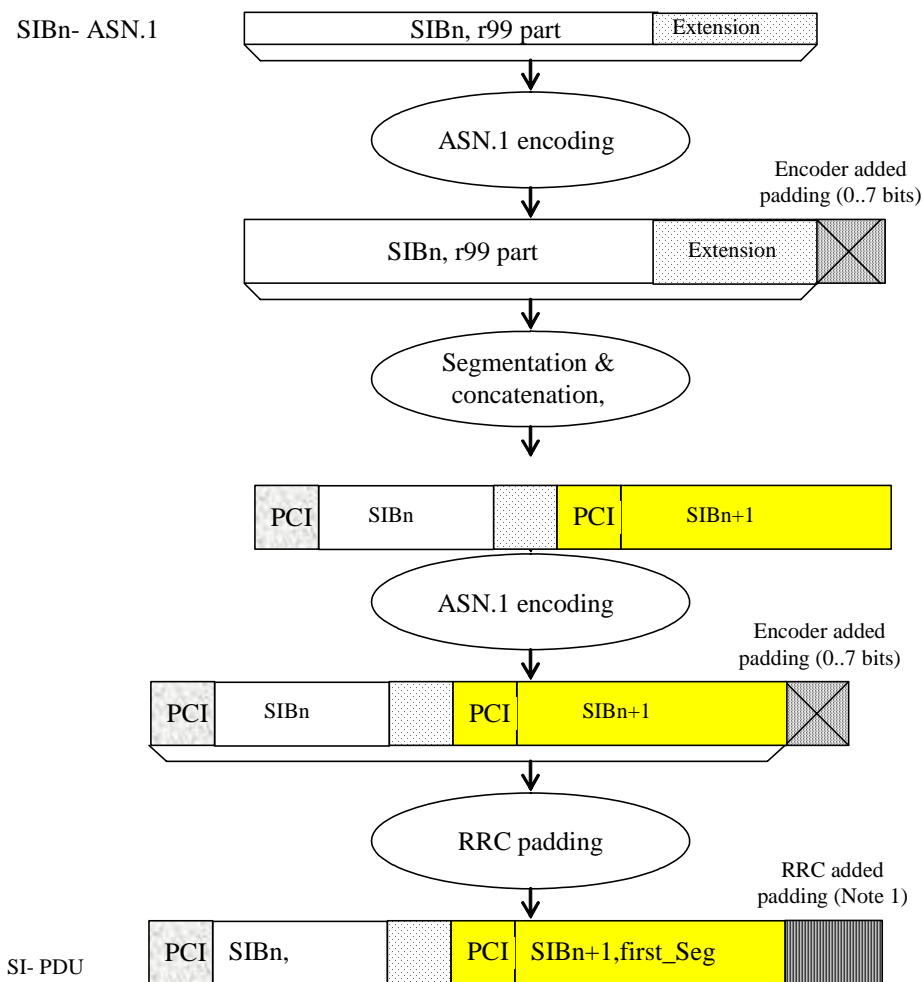 SIBn- ASN.1
SIBn, r99 part
Extension
ASN.1 encoding
Encoder added
padding (0..7 bits)
SIBn, r99 part
Extension
Segmentation &
concatenation,
PCI
SIBn
PCI
SIBn+1
ASN.1 encoding
Encoder added
padding (0..7 bits)
PCI
SIBn
PCI
SIBn+1
RRC padding
RRC added
padding (Note 1)
SI- PDU
PCI
SIBn,
PCI
SIBn+1,first_Seg